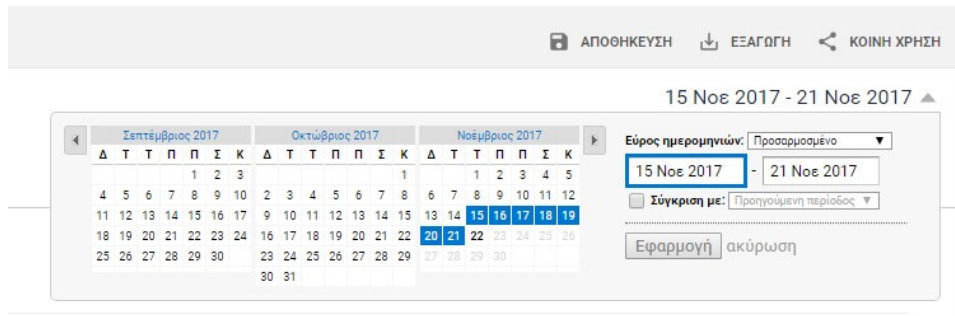 ΑΠΟΘΗΚΕΥΣΗ ΕΞΑΓΩΓΗ ΚΟΙΝΗ ΧΡΗΣΗ
15 Νοε 2017 - 21 Νοε 2017
Σεπτέμβριος 2017 Οκτώβριος 2017 Νοέμβριος 2017
Δ Τ Τ Π Π Σ Κ Δ Τ Τ Π Π Σ Κ Δ Τ Τ Π Π Σ Κ
1 2 3 1 1 2 3 4 5
4 5 6 7 8 9 10 2 3 4 5 6 7 8 6 7 8 9 10 11 12
11 12 13 14 15 16 17 9 10 11 12 13 14 15 13 14 15 16 17 18 19
18 19 20 21 22 23 24 16 17 18 19 20 21 22 20 21 22 23 24 25 26
25 26 27 28 29 30 23 24 25 26 27 28 29 27 28 29 30
30 31
Εύρος ημερομηνιών: Προσαρμοσμένο
15 Νοε 2017 - 21 Νοε 2017
Σύγκριση με: Προηγούμενη περίοδος
Εφαρμογή ακύρωση